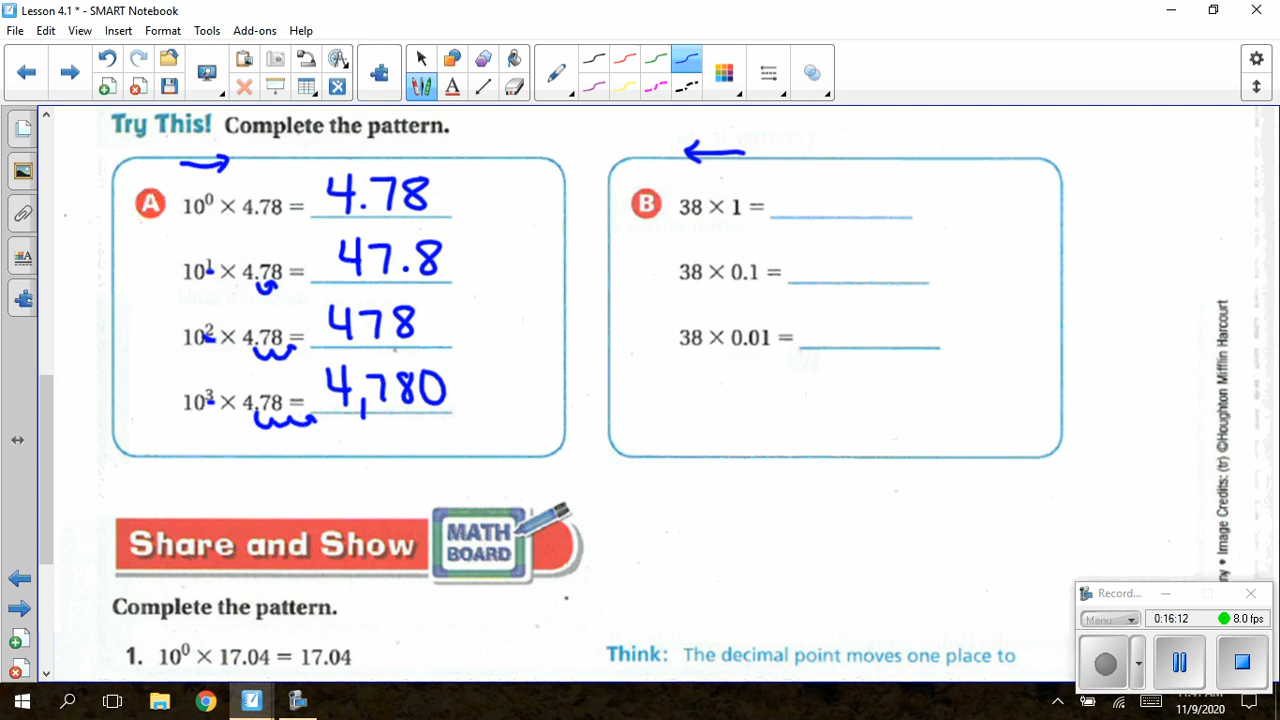 Lesson 4.1 * - SMART Notebook
File Edit View Insert Format Tools Add-ons Help
Try This! Complete the pattern.
A 10⁰ × 4.78 = 4.78
10¹ × 4.78 = 47.8
10² × 4.78 = 478
10³ × 4.78 = 4,780
B 38 × 1 =
38 × 0.1 =
38 × 0.01 =
Share and Show MATH BOARD
Complete the pattern.
1. 10⁰ × 17.04 = 17.04
Think: The decimal point moves one place to
ny • Image Credits: (tr) ©Houghton Mifflin Harcourt
Record...
Menu 0:16:12 8.0 fps
11/9/2020